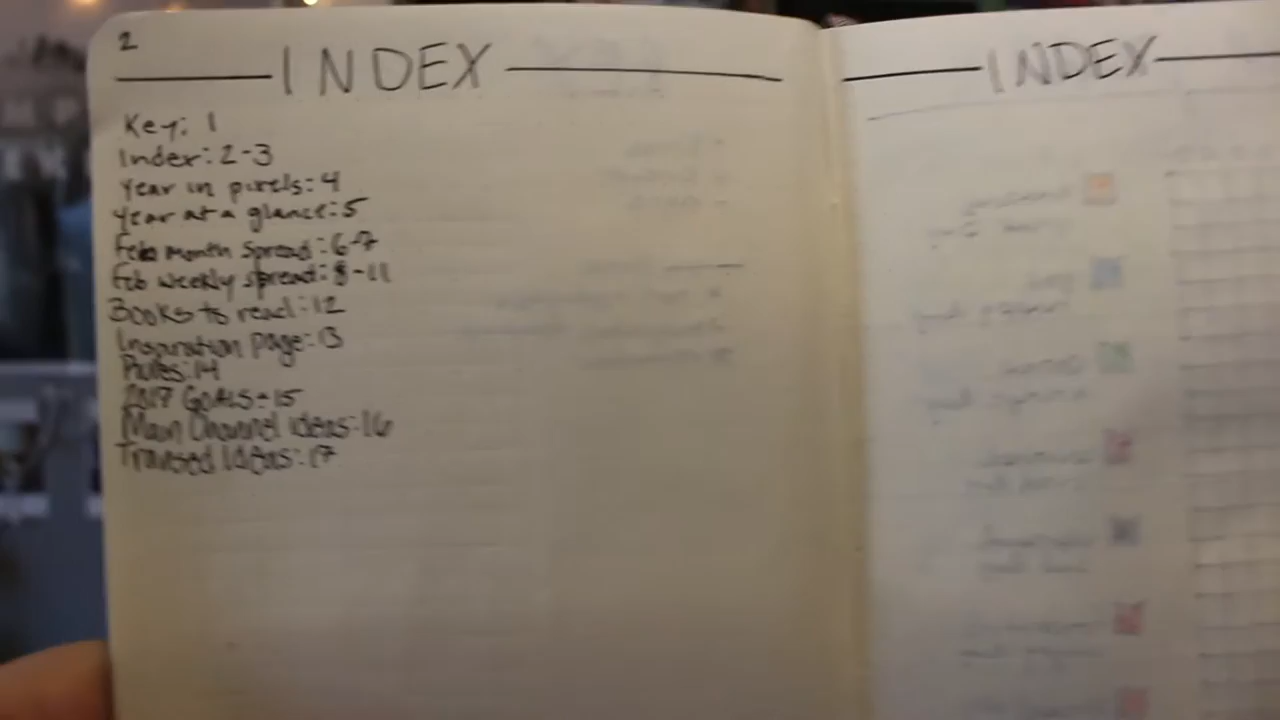 2
INDEX
Key: 1
Index: 2-3
Year in pixels: 4
Year at a glance: 5
Feb month spread: 6-7
Feb weekly spread: 8-11
Books to read: 12
Inspiration page: 13
Rules: 14
2017 GOALS: 15
Main Channel ideas: 16
Ideas: 17
INDEX